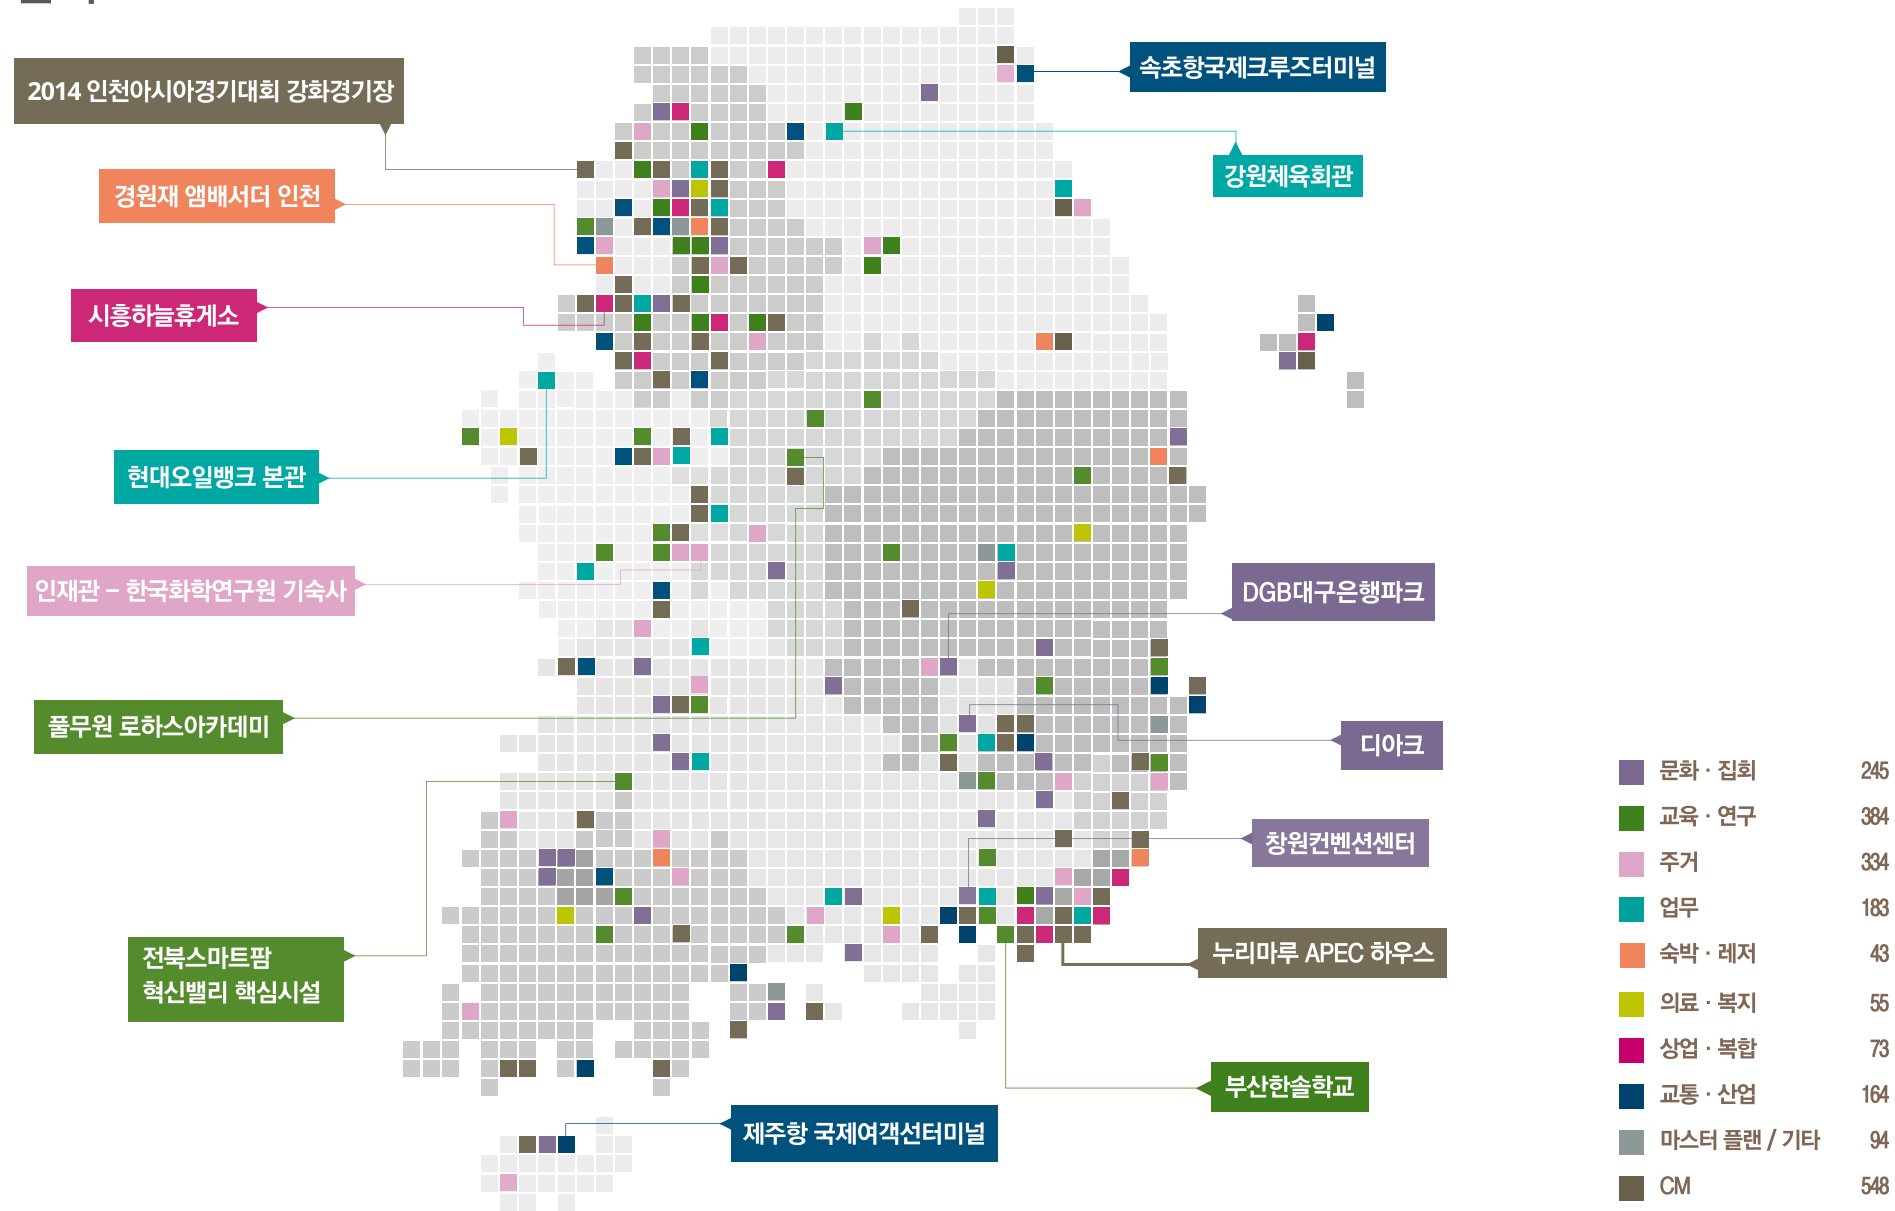 속초항국제크루즈터미널
2014 인천아시아경기대회 강화경기장
강원체육회관
경원재 앰배서더 인천
시흥하늘휴게소
현대오일뱅크 본관
인재관 – 한국화학연구원 기숙사
DGB대구은행파크
풀무원 로하스아카데미
디아크
창원컨벤션센터
전북스마트팜
혁신밸리 핵심시설
누리마루 APEC 하우스
부산한솔학교
제주항 국제여객선터미널
문화 · 집회 245
교육 · 연구 384
주거 334
업무 183
숙박 · 레저 43
의료 · 복지 55
상업 · 복합 73
교통 · 산업 164
마스터 플랜 / 기타 94
CM 548